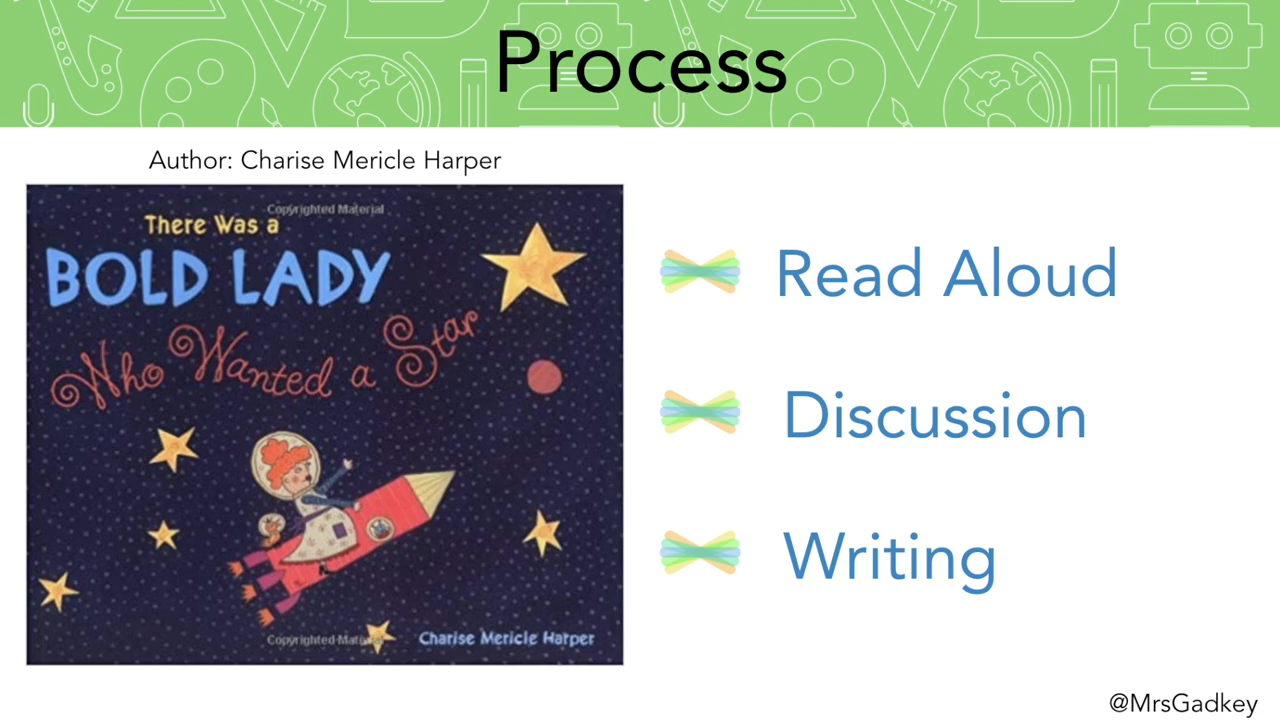 Process
Author: Charise Mericle Harper
Copyrighted Material
There Was a
BOLD LADY
Who Wanted a Star
Copyrighted Mate
Charise Mericle Harper
Read Aloud
Discussion
Writing
@MrsGadkey